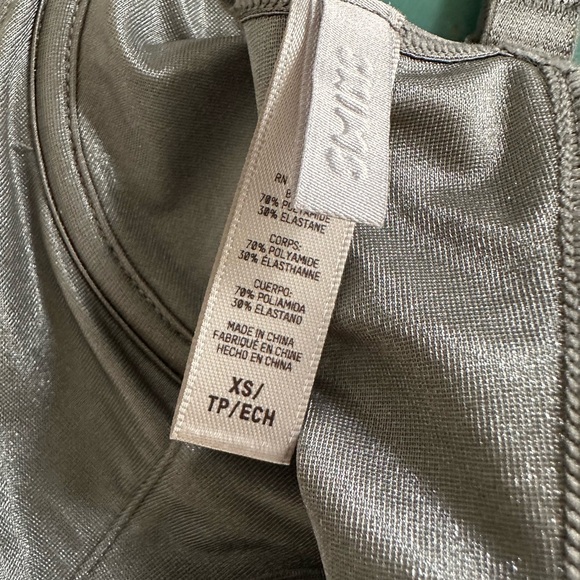 SKIMS
RN
B
70% POLYAMIDE
30% ELASTANE
CORPS:
70% POLYAMIDE
30% ÉLASTHANNE
CUERPO:
70% POLIAMIDA
30% ELASTANO
MADE IN CHINA
FABRIQUÉ EN CHINE
HECHO EN CHINA
XS/
TP/ECH